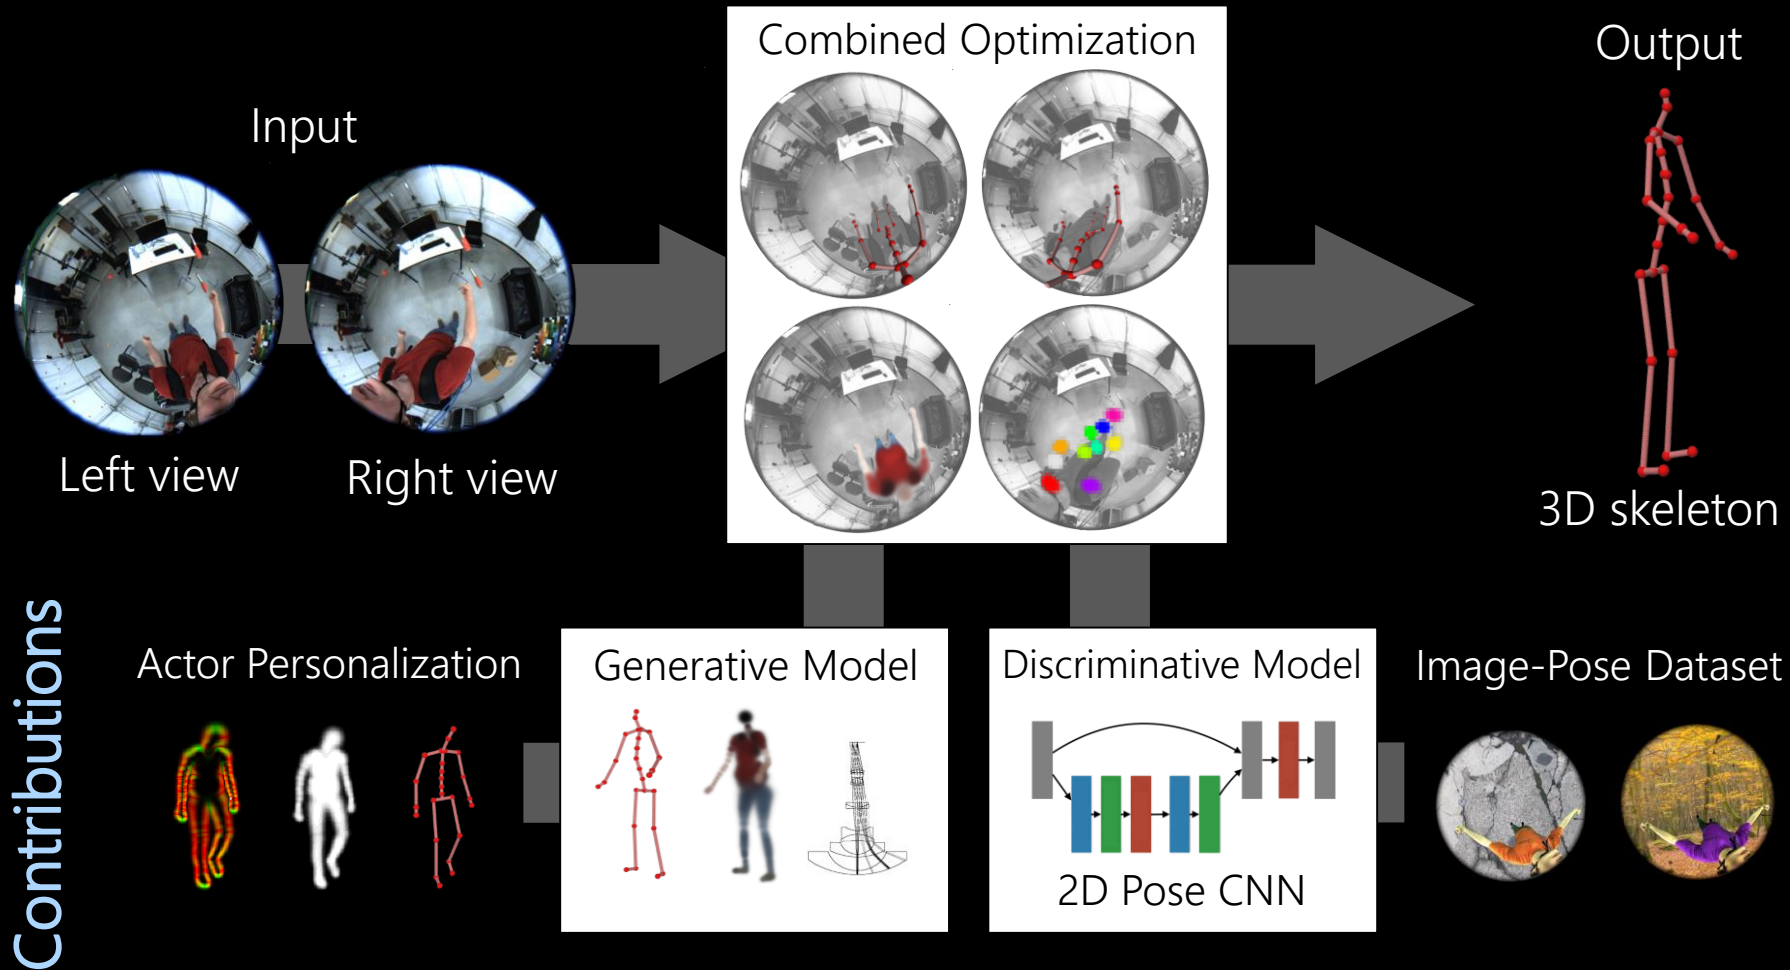 Combined Optimization
Output
Input
Left view
Right view
3D skeleton
Contributions
Actor Personalization
Generative Model
Discriminative Model
Image-Pose Dataset
2D Pose CNN